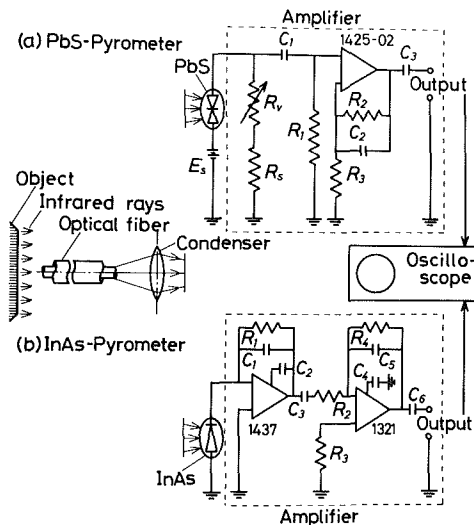 Amplifier
(a) PbS-Pyrometer
C1
1425-02
C3
PbS
Rv
R2
Output
C2
R1
Es
Rs
R3
Object
Infrared rays
Optical fiber
Condenser
Oscillo-
scope
(b) InAs-Pyrometer
R1
C1
C2
C3
1437
R4
C5
C4
R2
1321
C6
Output
R3
InAs
Amplifier